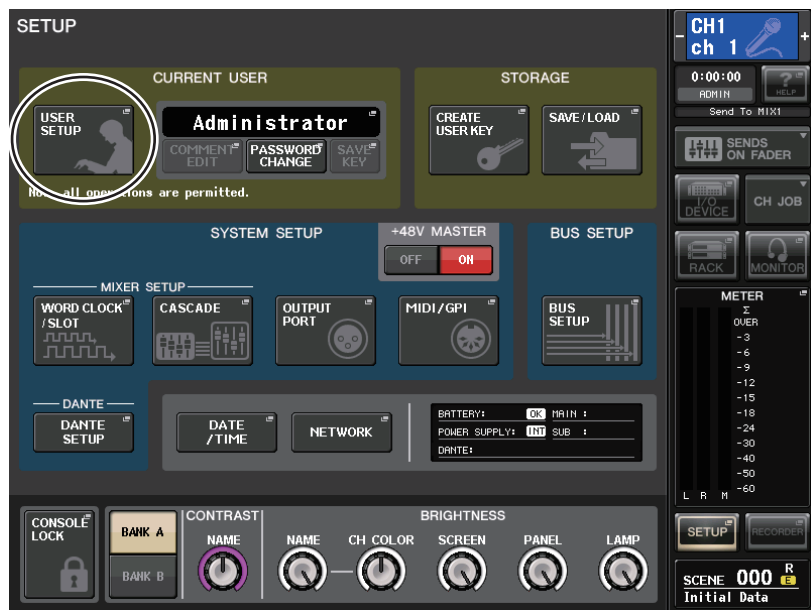 SETUP
CURRENT USER
USER
SETUP
Administrator
COMMENT
EDIT
PASSWORD
CHANGE
SAVE
KEY
all operations are permitted.
STORAGE
CREATE
USER KEY
SAVE/LOAD
SYSTEM SETUP
+48V MASTER
OFF
ON
MIXER SETUP
WORD CLOCK
/SLOT
CASCADE
OUTPUT
PORT
MIDI/GPI
BUS SETUP
BUS
SETUP
DANTE
DANTE
SETUP
DATE
/TIME
NETWORK
BATTERY: OK MAIN :
POWER SUPPLY: INT SUB :
DANTE:
CONSOLE
LOCK
BANK A
BANK B
CONTRAST
NAME
BRIGHTNESS
NAME
CH COLOR
SCREEN
PANEL
LAMP
- CH1 +
ch 1
0:00:00
ADMIN
?
HELP
Send To MIX1
SENDS
ON FADER
I/O
DEVICE
CH JOB
RACK
MONITOR
METER
Σ
OVER
-3
-6
-9
-12
-15
-18
-24
-30
-40
-50
-60
L R M
SETUP
RECORDER
SCENE 000 R
E
Initial Data